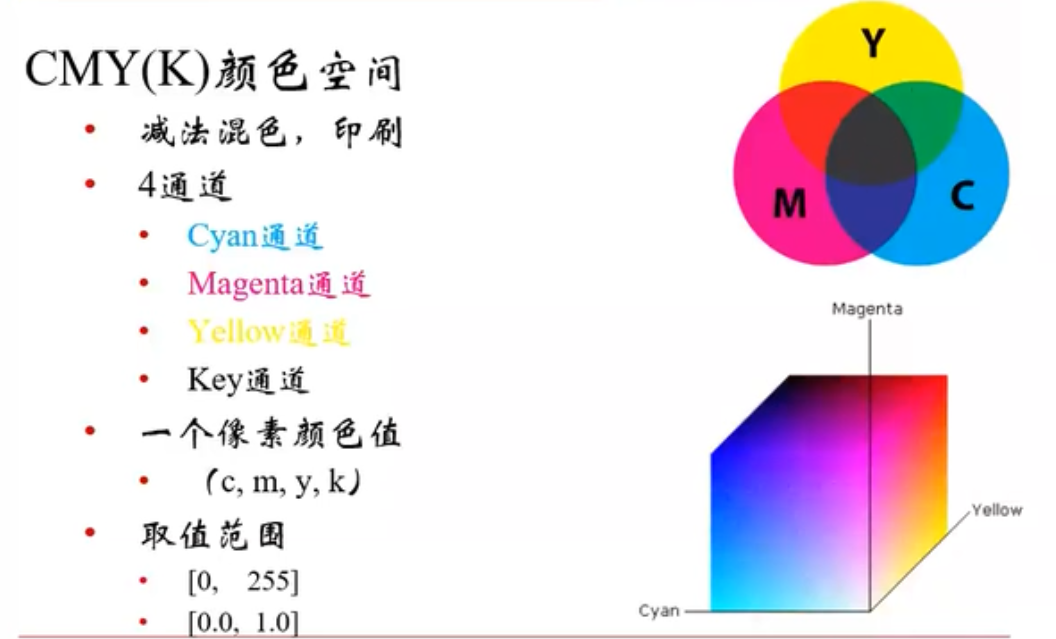 CMY(K)颜色空间
• 减法混色，印刷
• 4通道
• Cyan通道
• Magenta通道
• Yellow通道
• Key通道
• 一个像素颜色值
• （c, m, y, k）
• 取值范围
• [0, 255]
• [0.0, 1.0]
Y
M
C
Magenta
Yellow
Cyan